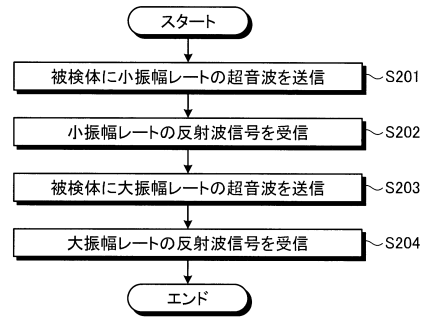 スタート
被検体に小振幅レートの超音波を送信 S201
小振幅レートの反射波信号を受信 S202
被検体に大振幅レートの超音波を送信 S203
大振幅レートの反射波信号を受信 S204
エンド